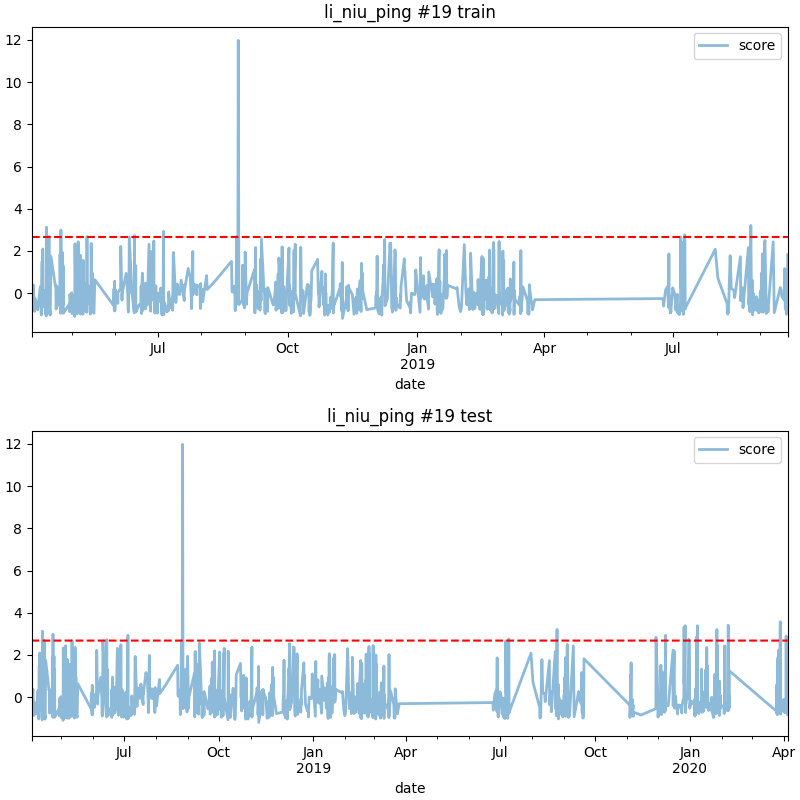 li_niu_ping #19 train
score
12
10
8
6
4
2
0
Jul Oct Jan Apr Jul
2019
date
li_niu_ping #19 test
score
12
10
8
6
4
2
0
Jul Oct Jan Apr Jul Oct Jan Apr
2019 2020
date